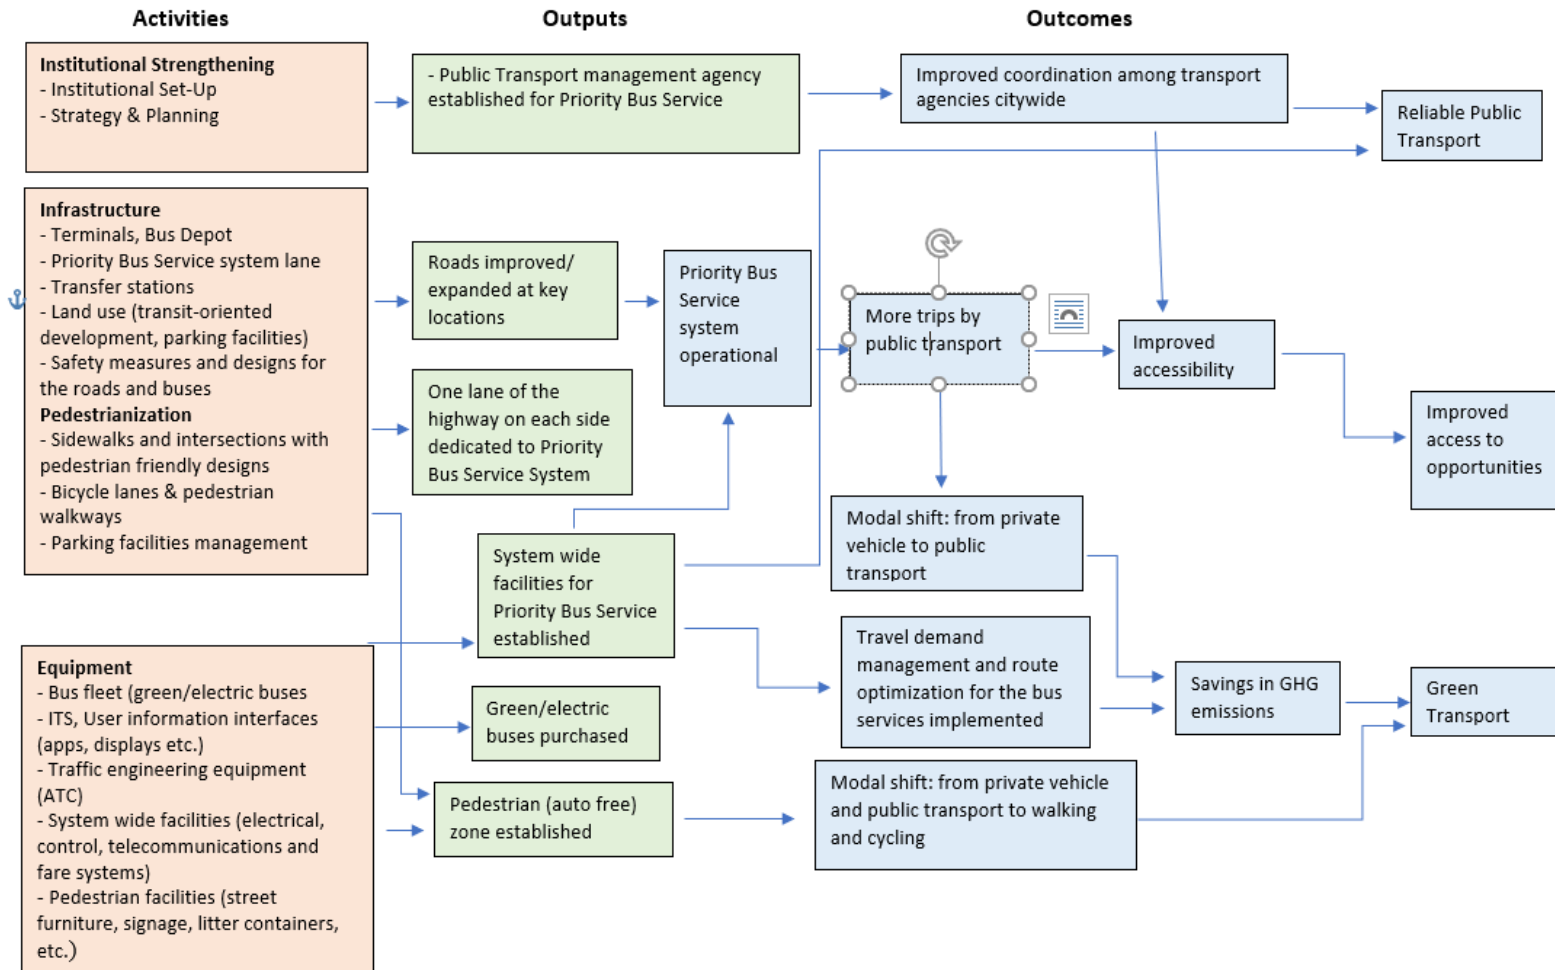 Activities
Outputs
Outcomes
Institutional Strengthening
- Institutional Set-Up
- Strategy & Planning
- Public Transport management agency
established for Priority Bus Service
Improved coordination among transport
agencies citywide
Reliable Public
Transport
Infrastructure
- Terminals, Bus Depot
- Priority Bus Service system lane
- Transfer stations
- Land use (transit-oriented
development, parking facilities)
- Safety measures and designs for
the roads and buses
Pedestrianization
- Sidewalks and intersections with
pedestrian friendly designs
- Bicycle lanes & pedestrian
walkways
- Parking facilities management
Roads improved/
expanded at key
locations
Priority Bus
Service
system
operational
More trips by
public transport
Improved
accessibility
One lane of the
highway on each side
dedicated to Priority
Bus Service System
Improved
access to
opportunities
System wide
facilities for
Priority Bus Service
established
Modal shift: from private
vehicle to public
transport
Travel demand
management and route
optimization for the bus
services implemented
Savings in GHG
emissions
Green
Transport
Equipment
- Bus fleet (green/electric buses
- ITS, User information interfaces
(apps, displays etc.)
- Traffic engineering equipment
(ATC)
- System wide facilities (electrical,
control, telecommunications and
fare systems)
- Pedestrian facilities (street
furniture, signage, litter containers,
etc.)
Green/electric
buses purchased
Pedestrian (auto free)
zone established
Modal shift: from private vehicle
and public transport to walking
and cycling